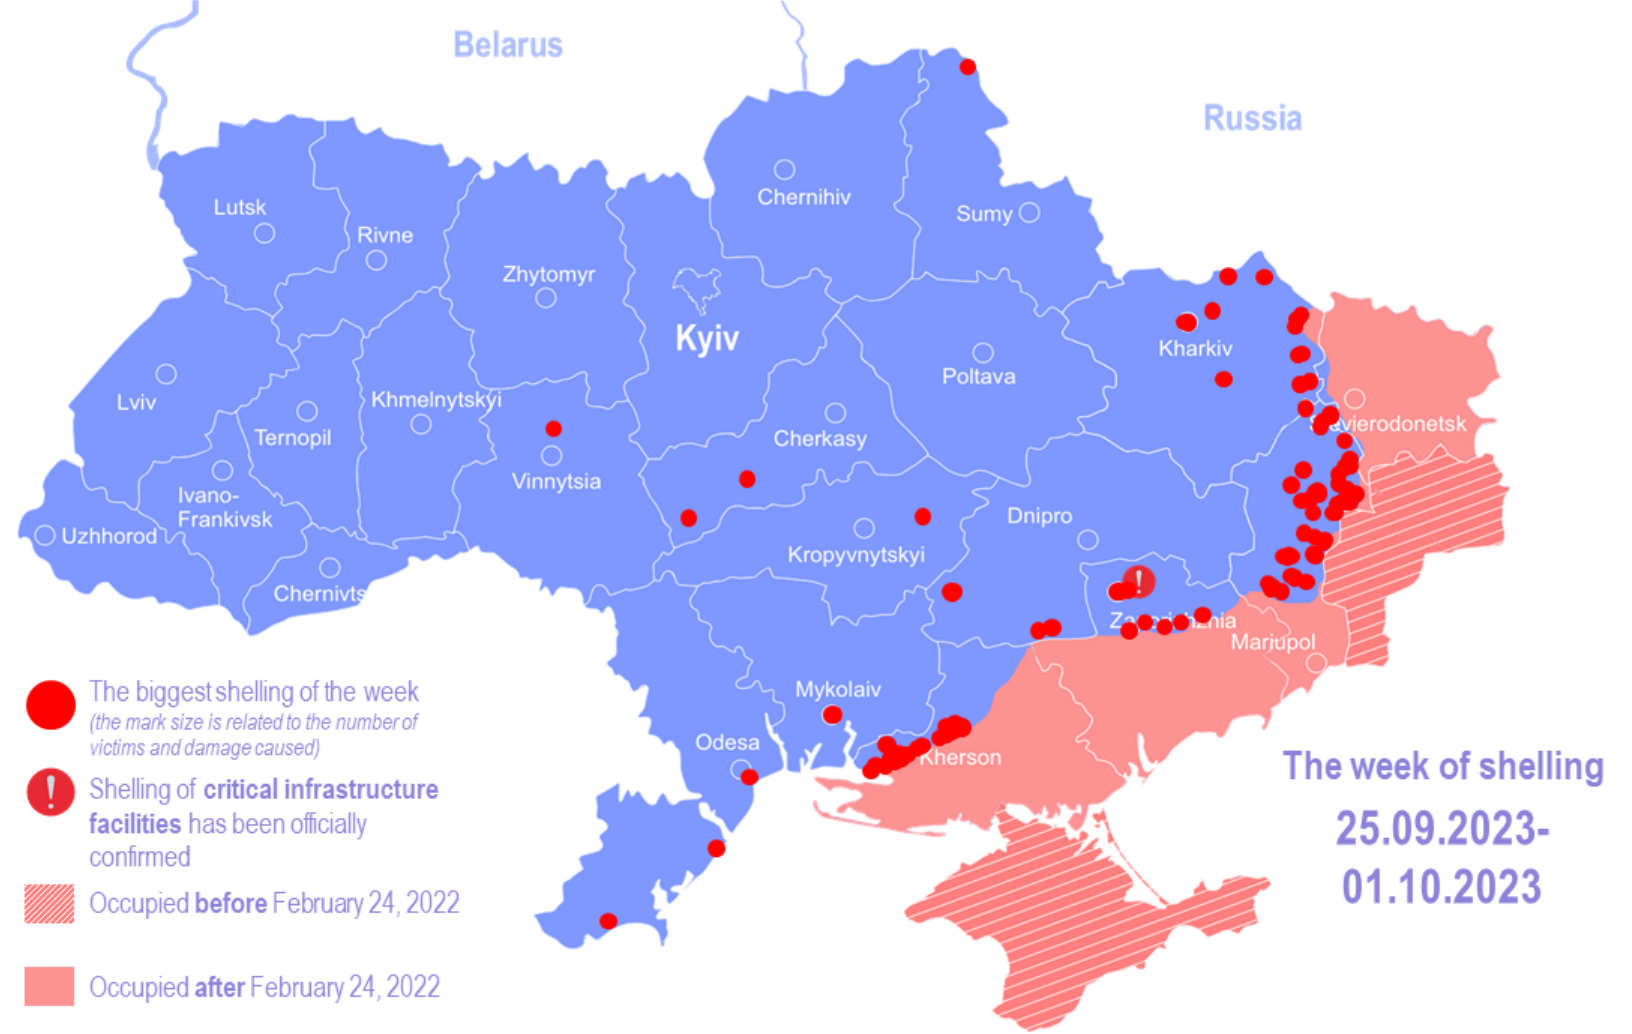 Belarus
Russia
Chernihiv
Lutsk
Sumy
Rivne
Zhytomyr
Kyiv
Kharkiv
Poltava
Lviv
Khmelnytskyi
Ternopil
Cherkasy
Vinnytsia
Ivano-
Frankivsk
Uzhhorod
Dnipro
Kropyvnytskyi
Chernivts
Mariupol
Mykolaiv
Odesa
Kherson
The biggest shelling of the week
(the mark size is related to the number of
victims and damage caused)
!
Shelling of critical infrastructure
facilities has been officially
confirmed
Occupied before February 24, 2022
Occupied after February 24, 2022
The week of shelling
25.09.2023-
01.10.2023